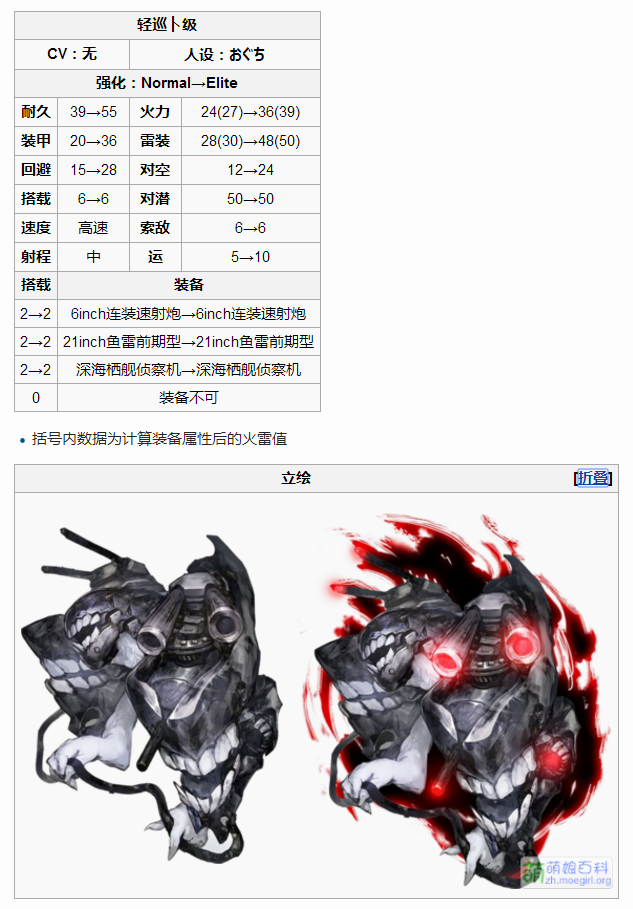 轻巡卜级
CV：无 人设：おぐち
强化：Normal→Elite
耐久 39→55 火力 24(27)→36(39)
装甲 20→36 雷装 28(30)→48(50)
回避 15→28 对空 12→24
搭载 6→6 对潜 50→50
速度 高速 索敌 6→6
射程 中 运 5→10
搭载 装备
2→2 6inch连装速射炮→6inch连装速射炮
2→2 21inch鱼雷前期型→21inch鱼雷前期型
2→2 深海栖舰侦察机→深海栖舰侦察机
0 装备不可
• 括号内数据为计算装备属性后的火雷值
立绘 [折叠]
萌娘百科
zh.moegirl.org